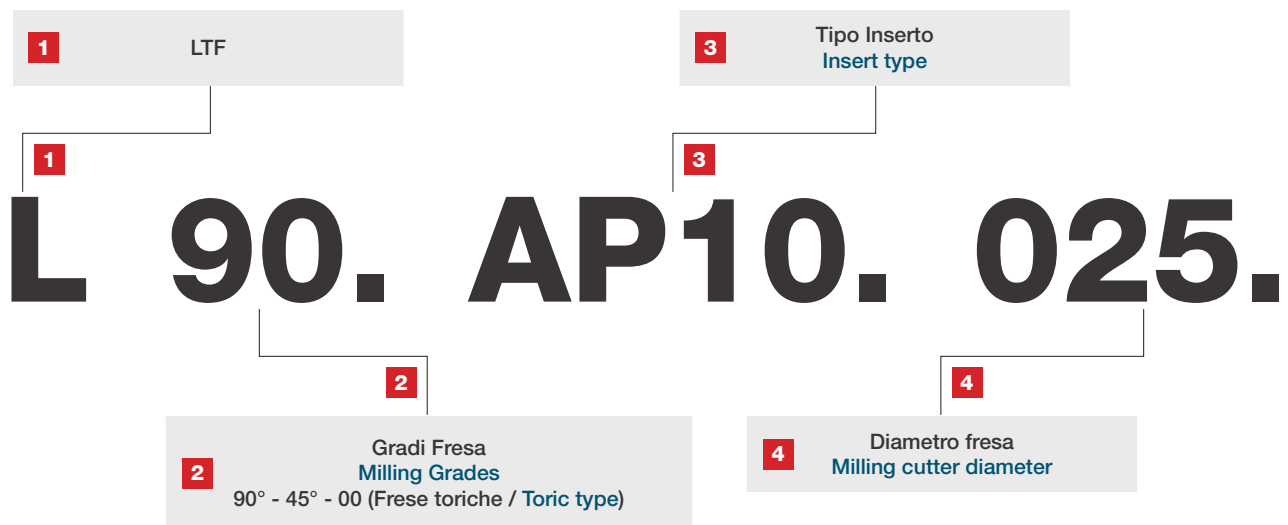 1 LTF
3 Tipo Inserto
Insert type
1
3
L 90. AP10. 025.
2
4
2 Gradi Fresa
Milling Grades
90° - 45° - 00 (Frese toriche / Toric type)
4 Diametro fresa
Milling cutter diameter